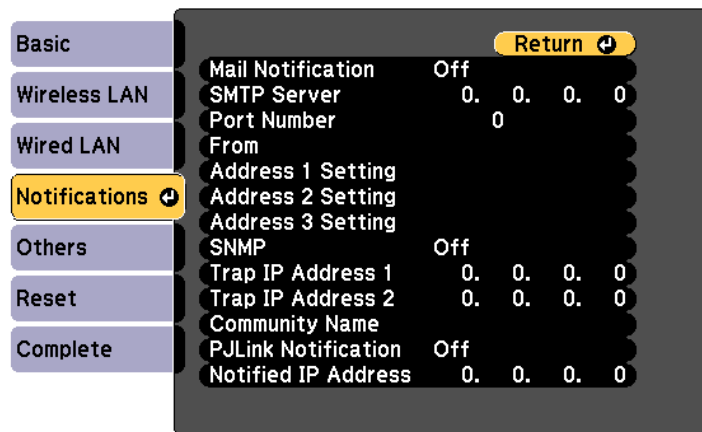 Basic
Wireless LAN
Wired LAN
Notifications
Others
Reset
Complete
Return
Mail Notification Off
SMTP Server 0. 0. 0. 0
Port Number 0
From
Address 1 Setting
Address 2 Setting
Address 3 Setting
SNMP Off
Trap IP Address 1 0. 0. 0. 0
Trap IP Address 2 0. 0. 0. 0
Community Name
PJLink Notification Off
Notified IP Address 0. 0. 0. 0